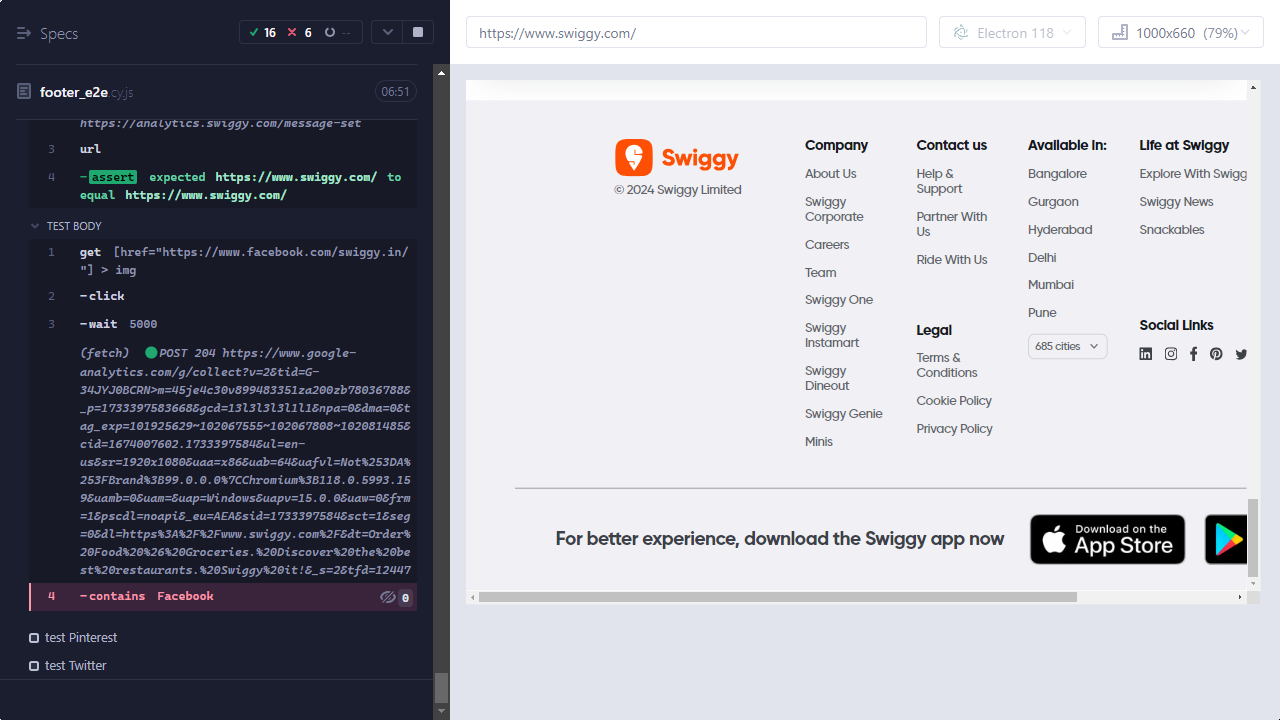 Specs
16 6 --
footer_e2e.cy.js 06:51
https://analytics.swiggy.com/message-set
3 url
4 -assert expected https://www.swiggy.com/ to
equal https://www.swiggy.com/
TEST BODY
1 get [href="https://www.facebook.com/swiggy.in/
"] > img
2 -click
3 -wait 5000
(fetch) POST 204 https://www.google-
analytics.com/g/collect?v=2&tid=G-
34JYJ0BCRN>m=45je4c30v899483351za200zb78036788&
_p=1733397583668&gcd=13l3l3l3l1l1&npa=0&dma=0&t
ag_exp=101925629~102067555~102067808~102081485&
cid=1674007602.1733397584&ul=en-
us&sr=1920x1080&uaa=x86&uab=64&uafvl=Not%253DA%
253FBrand%3B99.0.0.0%7CChromium%3B118.0.5993.15
9&uamb=0&uam=&uap=Windows&uapv=15.0.0&uaw=0&frm
=1&pscdl=noapi&_eu=AEA&sid=1733397584&sct=1&seg
=0&dl=https%3A%2F%2Fwww.swiggy.com%2F&dt=Order%
20Food%20%26%20Groceries.%20Discover%20the%20be
st%20restaurants.%20Swiggy%20it!&_s=2&tfd=12447
4 -contains Facebook 0
test Pinterest
test Twitter
https://www.swiggy.com/
Electron 118
1000x660 (79%)
Swiggy
© 2024 Swiggy Limited
Company
About Us
Swiggy
Corporate
Careers
Team
Swiggy One
Swiggy
Instamart
Swiggy
Dineout
Swiggy Genie
Minis
Contact us
Help &
Support
Partner With
Us
Ride With Us
Legal
Terms &
Conditions
Cookie Policy
Privacy Policy
Available in:
Bangalore
Gurgaon
Hyderabad
Delhi
Mumbai
Pune
685 cities
Life at Swiggy
Explore With Swigg
Swiggy News
Snackables
Social Links
For better experience, download the Swiggy app now
Download on the
App Store